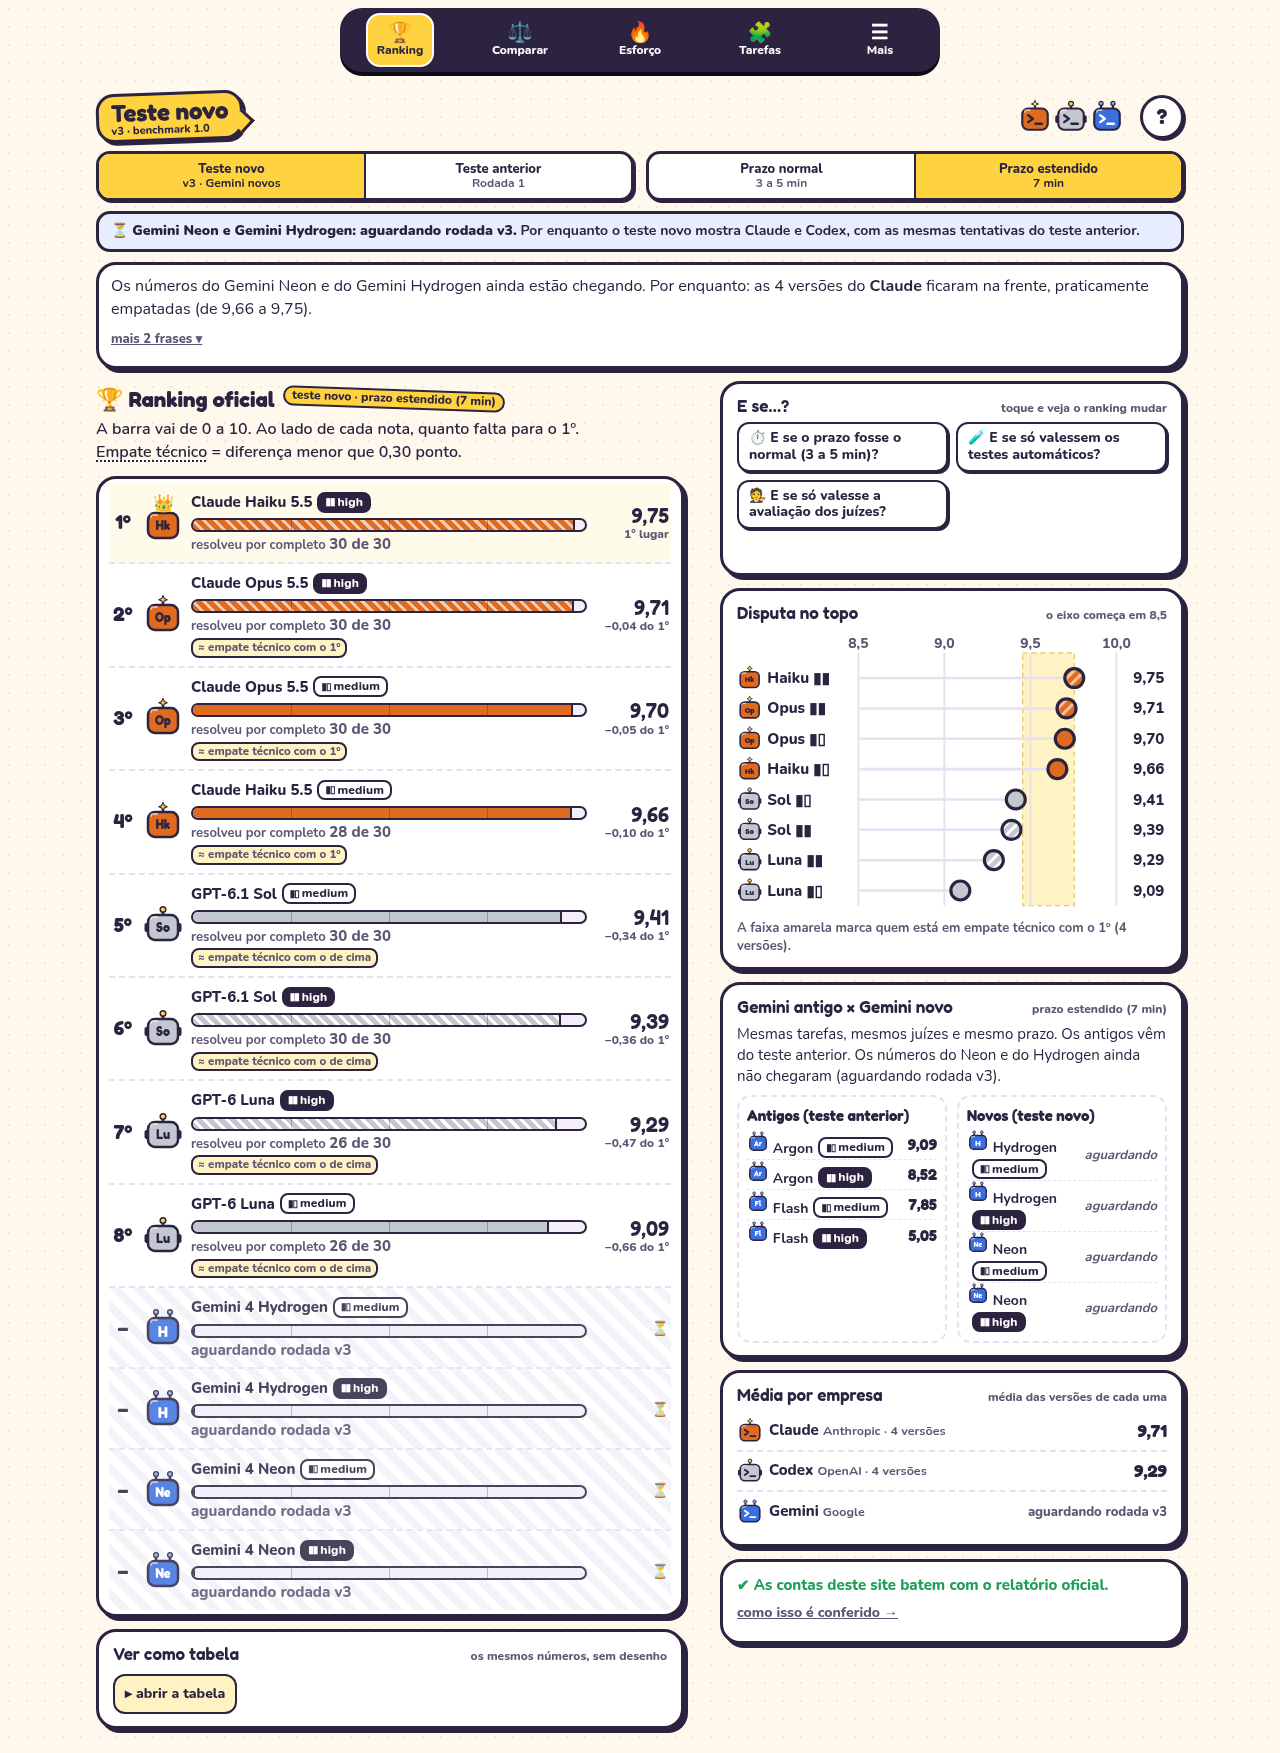 🏆 Ranking
⚖️ Comparar
🔥 Esforço
🧩 Tarefas
☰ Mais
Teste novo
v3 · benchmark 1.0
?
Teste novo
v3 · Gemini novos
Teste anterior
Rodada 1
Prazo normal
3 a 5 min
Prazo estendido
7 min
⏳ Gemini Neon e Gemini Hydrogen: aguardando rodada v3. Por enquanto o teste novo mostra Claude e Codex, com as mesmas tentativas do teste anterior.
Os números do Gemini Neon e do Gemini Hydrogen ainda estão chegando. Por enquanto: as 4 versões do Claude ficaram na frente, praticamente
empatadas (de 9,66 a 9,75).
mais 2 frases ▾
🏆 Ranking oficial teste novo · prazo estendido (7 min)
A barra vai de 0 a 10. Ao lado de cada nota, quanto falta para o 1º.
Empate técnico = diferença menor que 0,30 ponto.
1º Hk Claude Haiku 5.5 high
9,75
1º lugar
resolveu por completo 30 de 30
2º Op Claude Opus 5.5 high
9,71
−0,04 do 1º
resolveu por completo 30 de 30
≈ empate técnico com o 1º
3º Op Claude Opus 5.5 medium
9,70
−0,05 do 1º
resolveu por completo 30 de 30
≈ empate técnico com o 1º
4º Hk Claude Haiku 5.5 medium
9,66
−0,10 do 1º
resolveu por completo 28 de 30
≈ empate técnico com o 1º
5º So GPT-6.1 Sol medium
9,41
−0,34 do 1º
resolveu por completo 30 de 30
≈ empate técnico com o de cima
6º So GPT-6.1 Sol high
9,39
−0,36 do 1º
resolveu por completo 30 de 30
≈ empate técnico com o de cima
7º Lu GPT-6 Luna high
9,29
−0,47 do 1º
resolveu por completo 26 de 30
≈ empate técnico com o de cima
8º Lu GPT-6 Luna medium
9,09
−0,66 do 1º
resolveu por completo 26 de 30
≈ empate técnico com o de cima
– H Gemini 4 Hydrogen medium
aguardando rodada v3
– H Gemini 4 Hydrogen high
aguardando rodada v3
– Ne Gemini 4 Neon medium
aguardando rodada v3
– Ne Gemini 4 Neon high
aguardando rodada v3
Ver como tabela
os mesmos números, sem desenho
▸ abrir a tabela
E se...?
toque e veja o ranking mudar
⏱️ E se o prazo fosse o
normal (3 a 5 min)?
🧪 E se só valessem os
testes automáticos?
🧑‍⚖️ E se só valesse a
avaliação dos juízes?
Disputa no topo
o eixo começa em 8,5
8,5 9,0 9,5 10,0
Hk Haiku 9,75
Op Opus 9,71
Op Opus 9,70
Hk Haiku 9,66
So Sol 9,41
So Sol 9,39
Lu Luna 9,29
Lu Luna 9,09
A faixa amarela marca quem está em empate técnico com o 1º (4
versões).
Gemini antigo × Gemini novo
prazo estendido (7 min)
Mesmas tarefas, mesmos juízes e mesmo prazo. Os antigos vêm
do teste anterior. Os números do Neon e do Hydrogen ainda
não chegaram (aguardando rodada v3).
Antigos (teste anterior)
Ar Argon medium 9,09
Ar Argon high 8,52
Fl Flash medium 7,85
Fl Flash high 5,05
Novos (teste novo)
H Hydrogen
medium
aguardando
H Hydrogen
high
aguardando
Ne Neon
medium
aguardando
Ne Neon
high
aguardando
Média por empresa
média das versões de cada uma
Claude Anthropic · 4 versões 9,71
Codex OpenAI · 4 versões 9,29
Gemini Google aguardando rodada v3
✔ As contas deste site batem com o relatório oficial.
como isso é conferido →